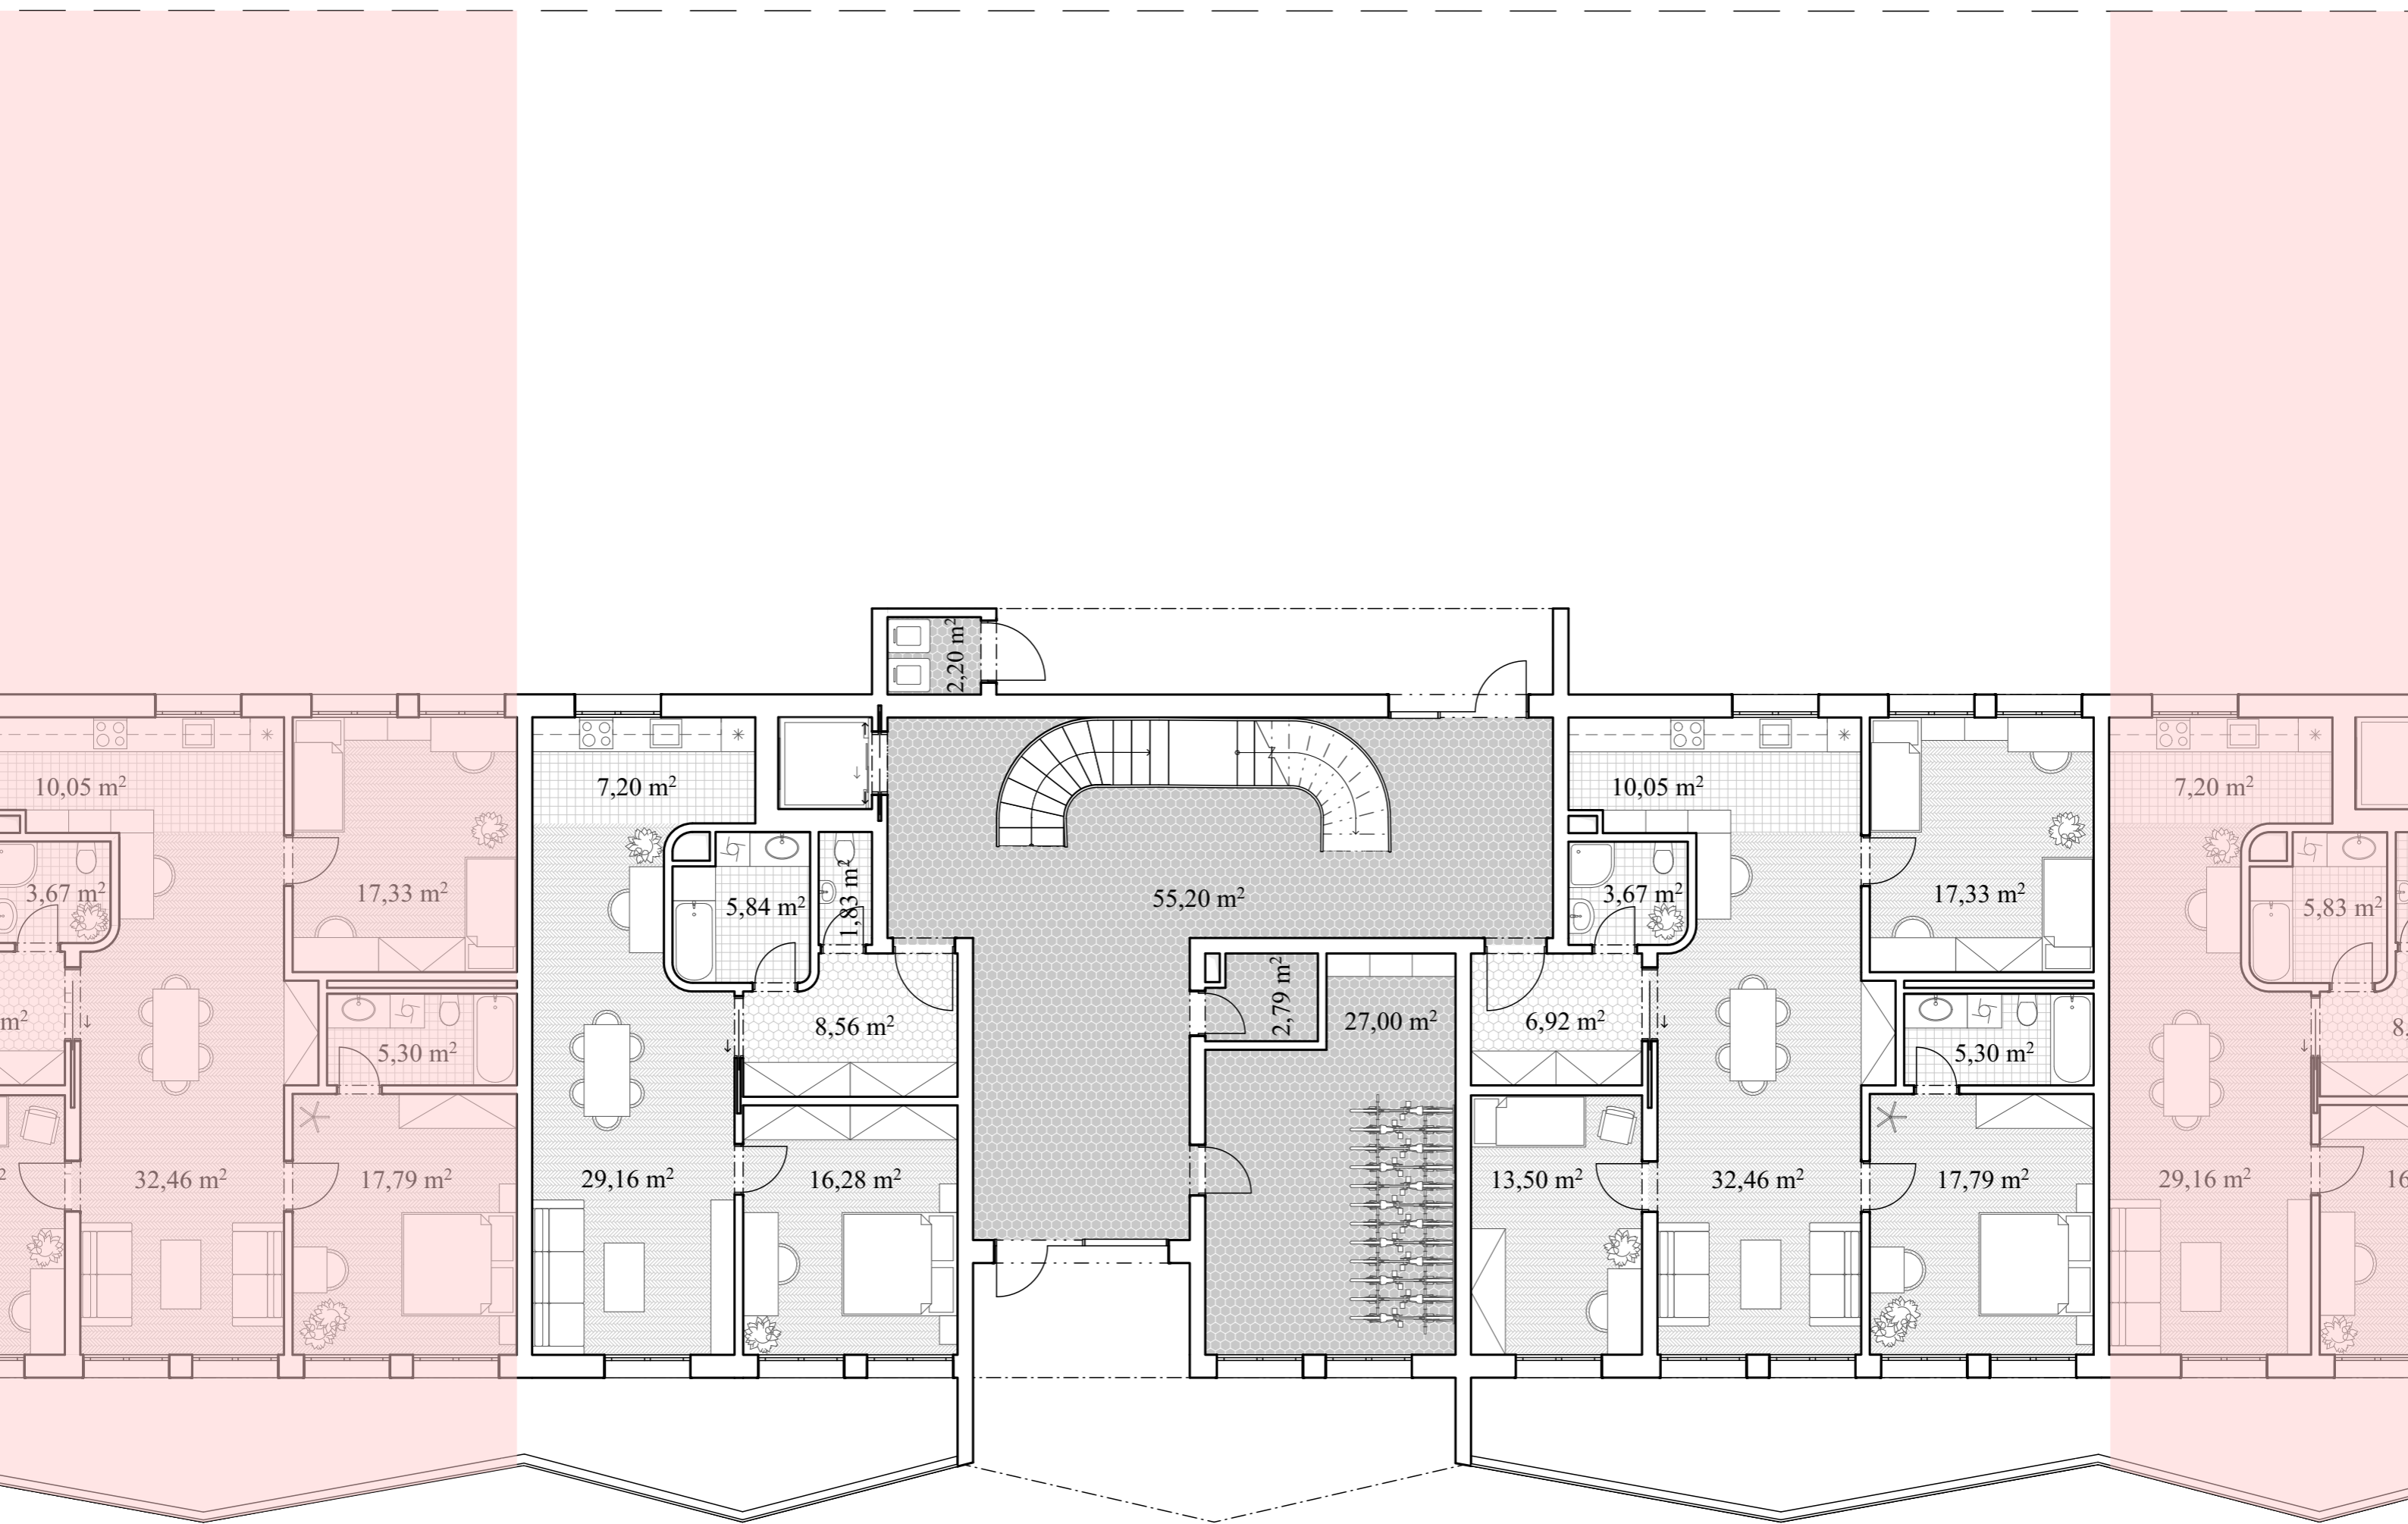 2,20 m²
10,05 m²
7,20 m²
10,05 m²
7,20 m²
3,67 m²
17,33 m²
5,84 m²
1,83 m²
55,20 m²
3,67 m²
17,33 m²
5,83 m²
m²
5,30 m²
8,56 m²
2,79 m²
27,00 m²
6,92 m²
5,30 m²
8,
2
32,46 m²
17,79 m²
29,16 m²
16,28 m²
13,50 m²
32,46 m²
17,79 m²
29,16 m²
16